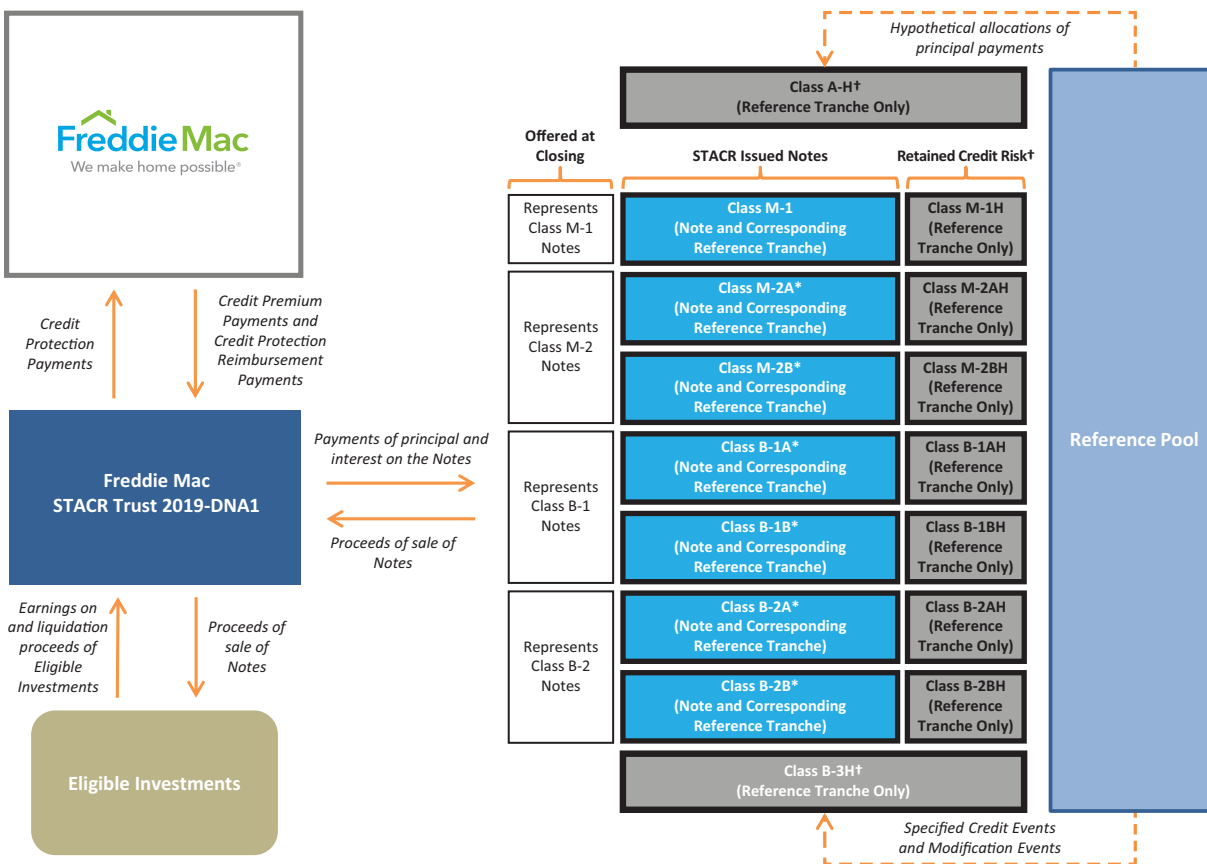 Freddie Mac
We make home possible®
Credit
Protection
Payments
Credit Premium
Payments and
Credit Protection
Reimbursement
Payments
Freddie Mac
STACR Trust 2019-DNA1
Earnings on
and liquidation
proceeds of
Eligible
Investments
Proceeds of
sale of
Notes
Eligible Investments
Payments of principal and
interest on the Notes
Proceeds of sale of
Notes
Hypothetical allocations of
principal payments
Class A-H†
(Reference Tranche Only)
Offered at
Closing
STACR Issued Notes
Retained Credit Risk†
Represents
Class M-1
Notes
Class M-1
(Note and Corresponding
Reference Tranche)
Class M-1H
(Reference
Tranche Only)
Represents
Class M-2
Notes
Class M-2A*
(Note and Corresponding
Reference Tranche)
Class M-2AH
(Reference
Tranche Only)
Class M-2B*
(Note and Corresponding
Reference Tranche)
Class M-2BH
(Reference
Tranche Only)
Represents
Class B-1
Notes
Class B-1A*
(Note and Corresponding
Reference Tranche)
Class B-1AH
(Reference
Tranche Only)
Class B-1B*
(Note and Corresponding
Reference Tranche)
Class B-1BH
(Reference
Tranche Only)
Represents
Class B-2
Notes
Class B-2A*
(Note and Corresponding
Reference Tranche)
Class B-2AH
(Reference
Tranche Only)
Class B-2B*
(Note and Corresponding
Reference Tranche)
Class B-2BH
(Reference
Tranche Only)
Class B-3H†
(Reference Tranche Only)
Reference Pool
Specified Credit Events
and Modification Events